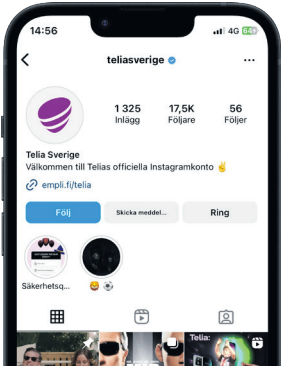 14:56
4G 64
teliasverige
1 325 17,5K 56
Inlägg Följare Följer
Telia Sverige
Välkommen till Telias officiella Instagramkonto ✌️
empli.fi/telia
Följ Skicka meddel... Ring
Säkerhetsq... 😄 ⚽
Telia: